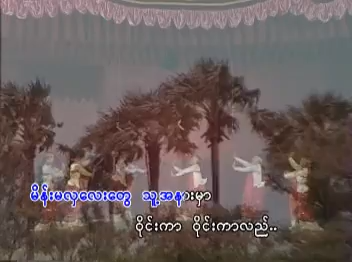 မိန်းမလှလေးတွေ သူ့အနားမှာ
ဝိုင်းကာ ဝိုင်းကာလည်..